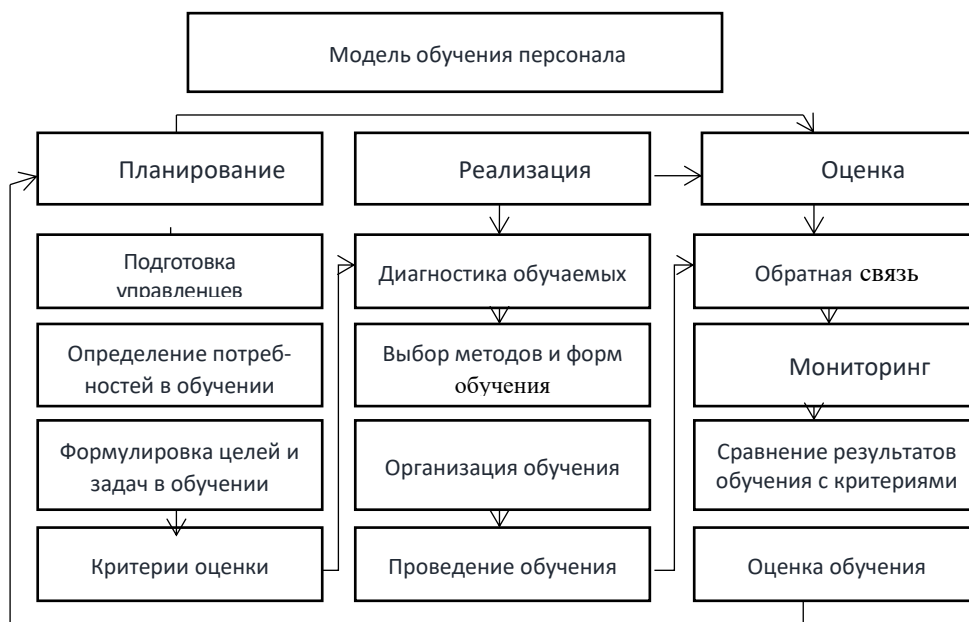 Модель обучения персонала
Планирование
Реализация
Оценка
Подготовка
управленцев
Диагностика обучаемых
Обратная связь
Определение потреб-
ностей в обучении
Выбор методов и форм
обучения
Мониторинг
Формулировка целей и
задач в обучении
Организация обучения
Сравнение результатов
обучения с критериями
Критерии оценки
Проведение обучения
Оценка обучения